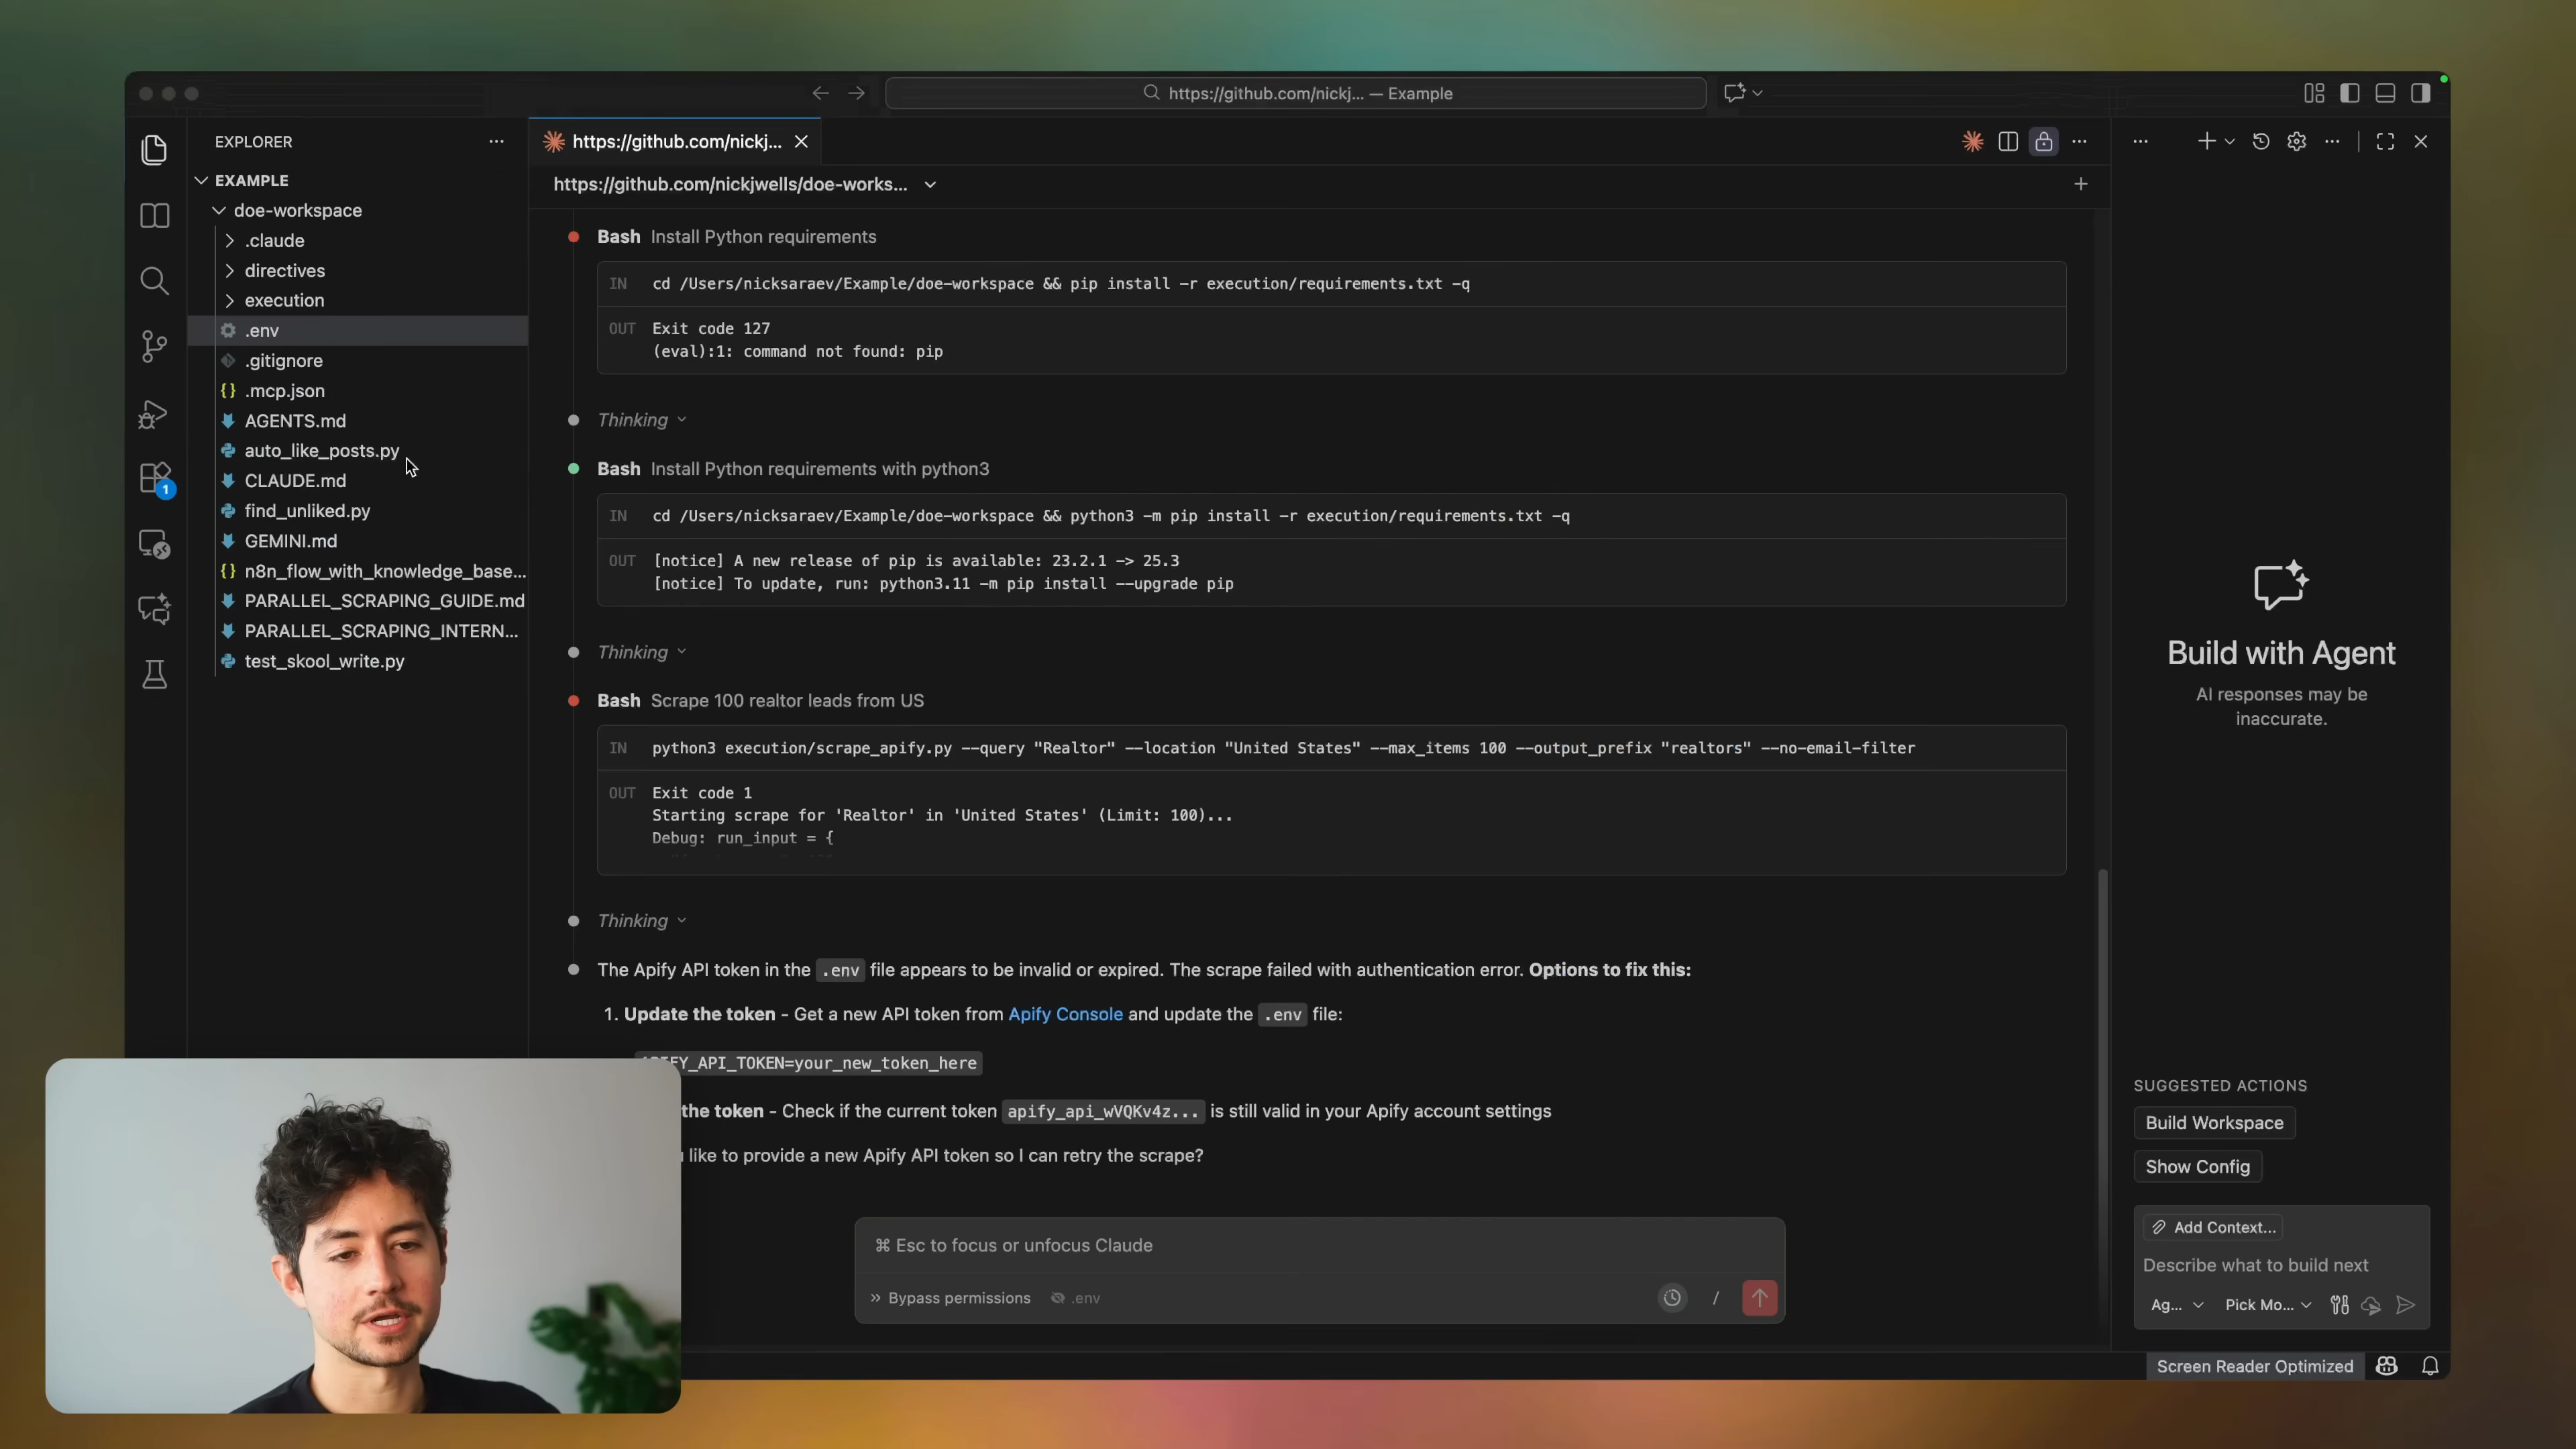 https://github.com/nickj... — Example
EXPLORER
EXAMPLE
doe-workspace
.claude
directives
execution
.env
.gitignore
.mcp.json
AGENTS.md
auto_like_posts.py
CLAUDE.md
find_unliked.py
GEMINI.md
n8n_flow_with_knowledge_base...
PARALLEL_SCRAPING_GUIDE.md
PARALLEL_SCRAPING_INTERN...
test_skool_write.py
1
https://github.com/nickj...
https://github.com/nickjwells/doe-works...
Bash Install Python requirements
IN cd /Users/nicksaraev/Example/doe-workspace && pip install -r execution/requirements.txt -q
OUT Exit code 127
(eval):1: command not found: pip
Thinking
Bash Install Python requirements with python3
IN cd /Users/nicksaraev/Example/doe-workspace && python3 -m pip install -r execution/requirements.txt -q
OUT [notice] A new release of pip is available: 23.2.1 -> 25.3
[notice] To update, run: python3.11 -m pip install --upgrade pip
Thinking
Bash Scrape 100 realtor leads from US
IN python3 execution/scrape_apify.py --query "Realtor" --location "United States" --max_items 100 --output_prefix "realtors" --no-email-filter
OUT Exit code 1
Starting scrape for 'Realtor' in 'United States' (Limit: 100)...
Debug: run_input = {
Thinking
The Apify API token in the .env file appears to be invalid or expired. The scrape failed with authentication error. Options to fix this:
1. Update the token - Get a new API token from Apify Console and update the .env file:
_API_TOKEN=your_new_token_here
the token - Check if the current token apify_api_wVQKv4z... is still valid in your Apify account settings
like to provide a new Apify API token so I can retry the scrape?
⌘ Esc to focus or unfocus Claude
Bypass permissions .env
/
Build with Agent
AI responses may be
inaccurate.
SUGGESTED ACTIONS
Build Workspace
Show Config
Add Context...
Describe what to build next
Ag... Pick Mo...
Screen Reader Optimized